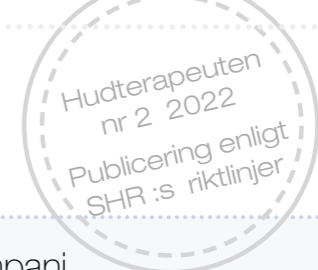 Hudterapeuten
nr 2 2022
Publicering enligt
SHR :s riktlinjer